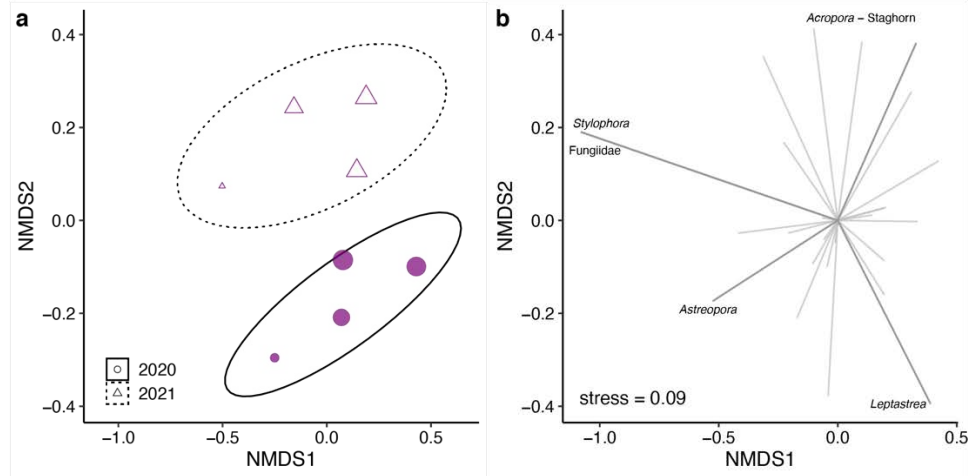 a
NMDS2
0.4
0.2
0.0
−0.2
−0.4
2020
2021
−1.0 −0.5 0.0 0.5
NMDS1
b
NMDS2
0.4
0.2
0.0
−0.2
−0.4
Acropora – Staghorn
Stylophora
Fungiidae
Astreopora
Leptastrea
stress = 0.09
−1.0 −0.5 0.0 0.5
NMDS1